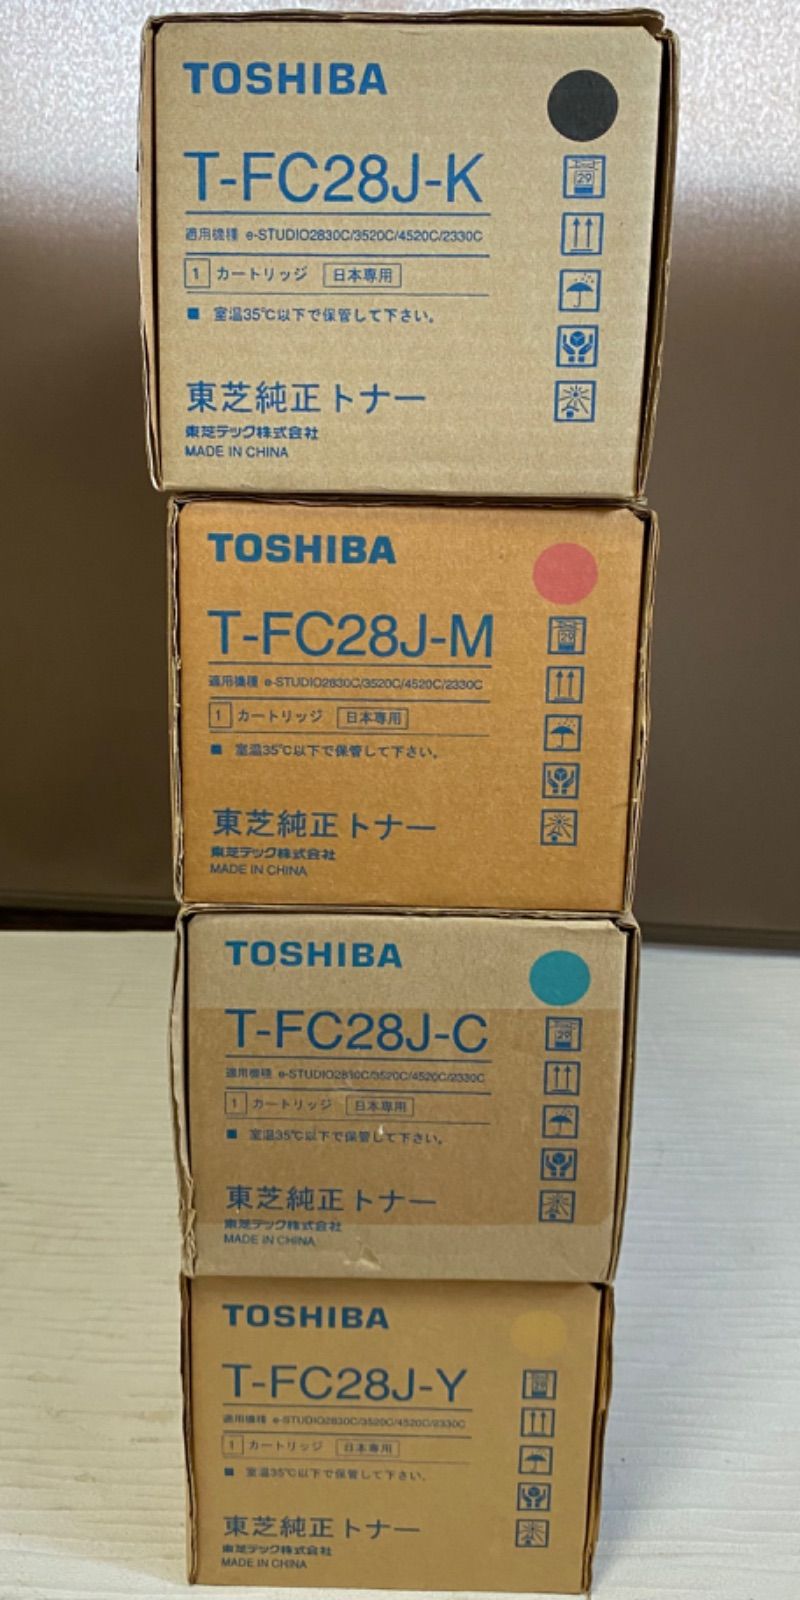 TOSHIBA
T-FC28J-K
適用機種 e-STUDIO2830C/3520C/4520C/2330C
1 カートリッジ 日本専用
■ 室温35℃以下で保管して下さい。
29
東芝純正トナー
東芝テック株式会社
MADE IN CHINA
TOSHIBA
T-FC28J-M
適用機種 e-STUDIO2830C/3520C/4520C/2330C
1 カートリッジ 日本専用
■ 室温35℃以下で保管して下さい。
29
東芝純正トナー
東芝テック株式会社
MADE IN CHINA
TOSHIBA
T-FC28J-C
適用機種 e-STUDIO2830C/3520C/4520C/2330C
1 カートリッジ 日本専用
■ 室温35℃以下で保管して下さい。
29
東芝純正トナー
東芝テック株式会社
MADE IN CHINA
TOSHIBA
T-FC28J-Y
適用機種 e-STUDIO2830C/3520C/4520C/2330C
1 カートリッジ 日本専用
■ 室温35℃以下で保管して下さい。
29
東芝純正トナー
東芝テック株式会社
MADE IN CHINA